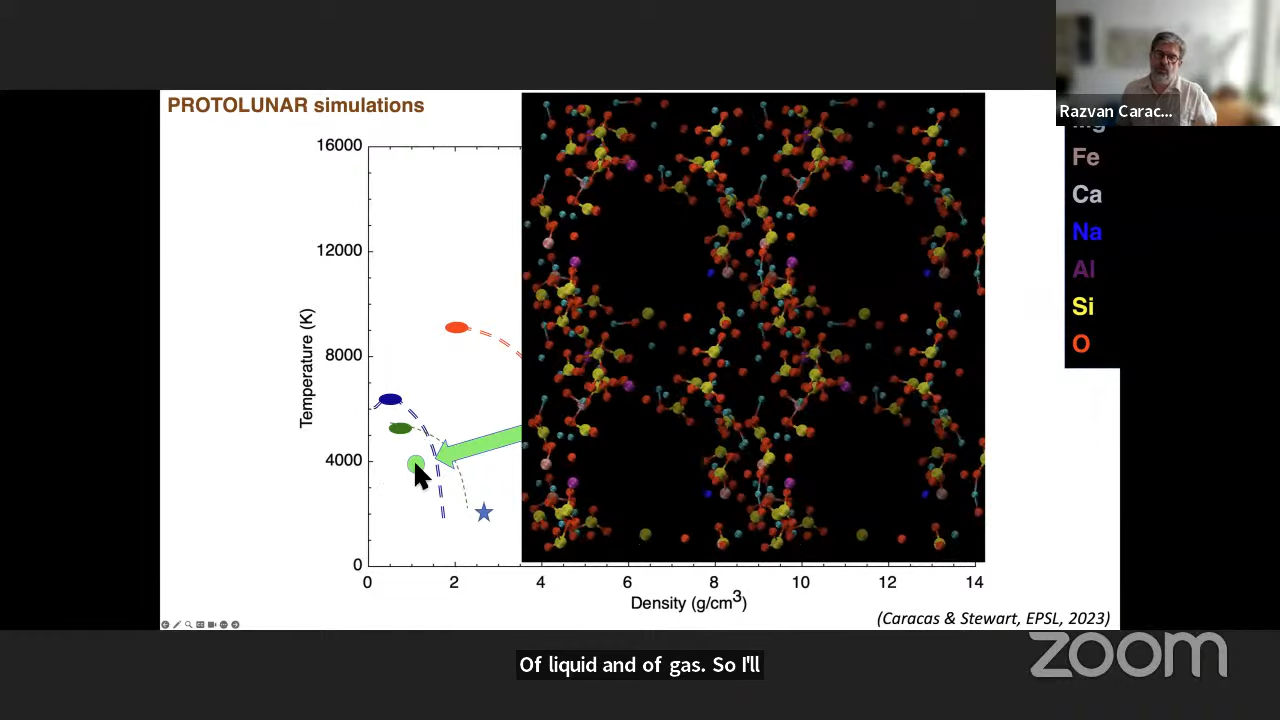 PROTOLUNAR simulations
Razvan Carac...
Mg
Fe
Ca
Na
Al
Si
O
16000
12000
8000
4000
0
Temperature (K)
0 2 4 6 8 10 12 14
Density (g/cm3)
(Caracas & Stewart, EPSL, 2023)
Of liquid and of gas. So I'll
zoom